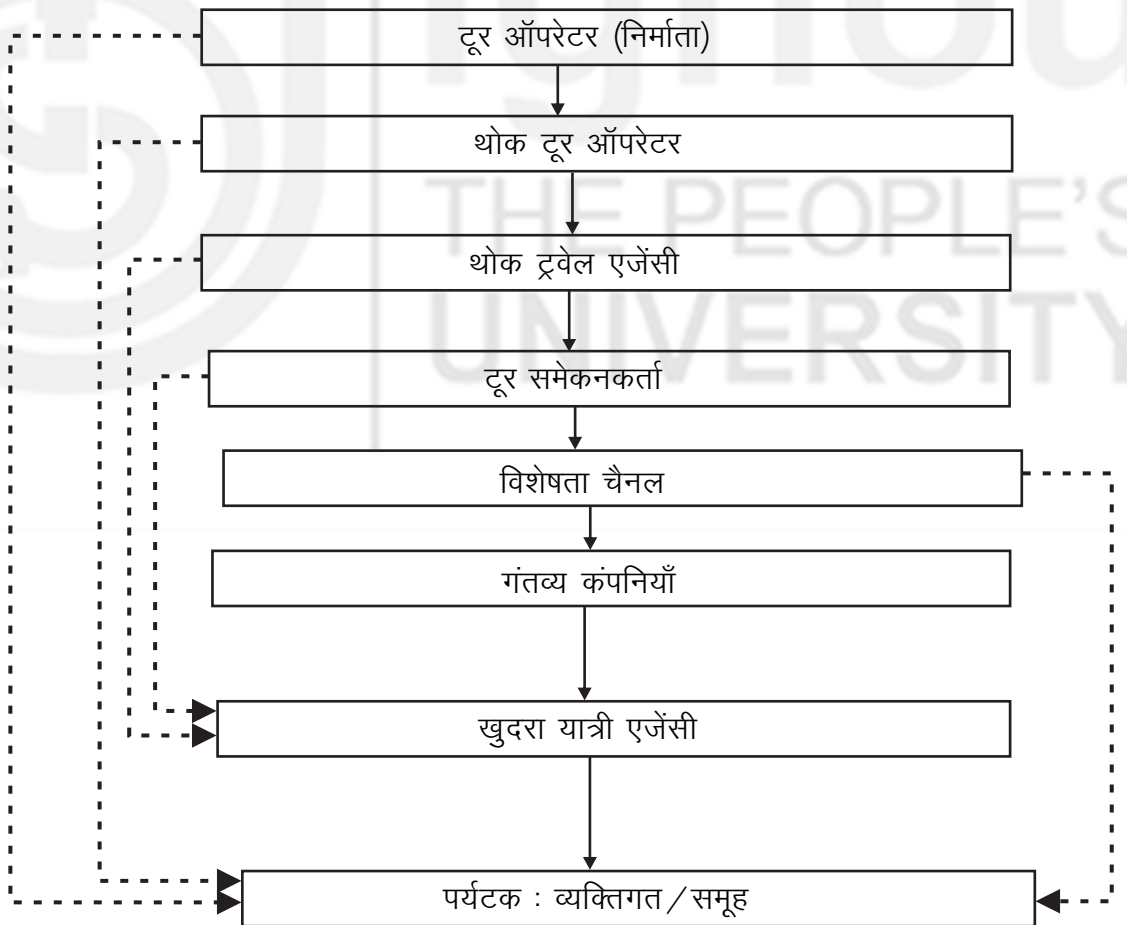 टूर ऑपरेटर (निर्माता)
थोक टूर ऑपरेटर
थोक ट्रवेल एजेंसी
टूर समेकनकर्ता
विशेषता चैनल
गंतव्य कंपनियाँ
खुदरा यात्री एजेंसी
पर्यटक : व्यक्तिगत/समूह
ignou
THE PEOPLE'S
UNIVERSITY